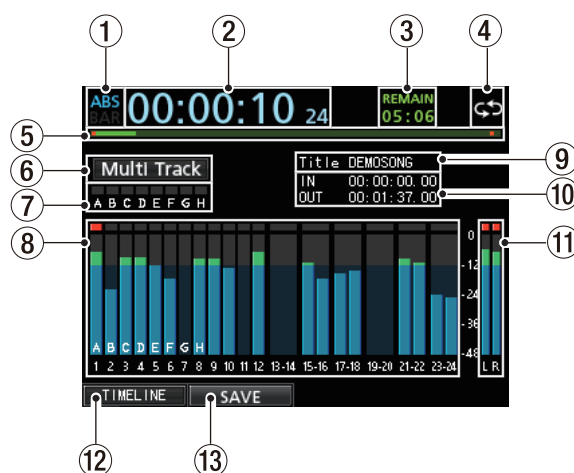 1 2 3 4
ABS 00:00:10 24 REMAIN
BAR 05:06
5
6 Multi Track Title DEMOSONG 9
IN 00:00:00.00
7 A B C D E F G H OUT 00:01:37.00 10
8 0 11
-12
-24
-36
A B C D E F G H -48
1 2 3 4 5 6 7 8 9 10 11 12 13-14 15-16 17-18 19-20 21-22 23-24 L R
TIMELINE SAVE
12 13